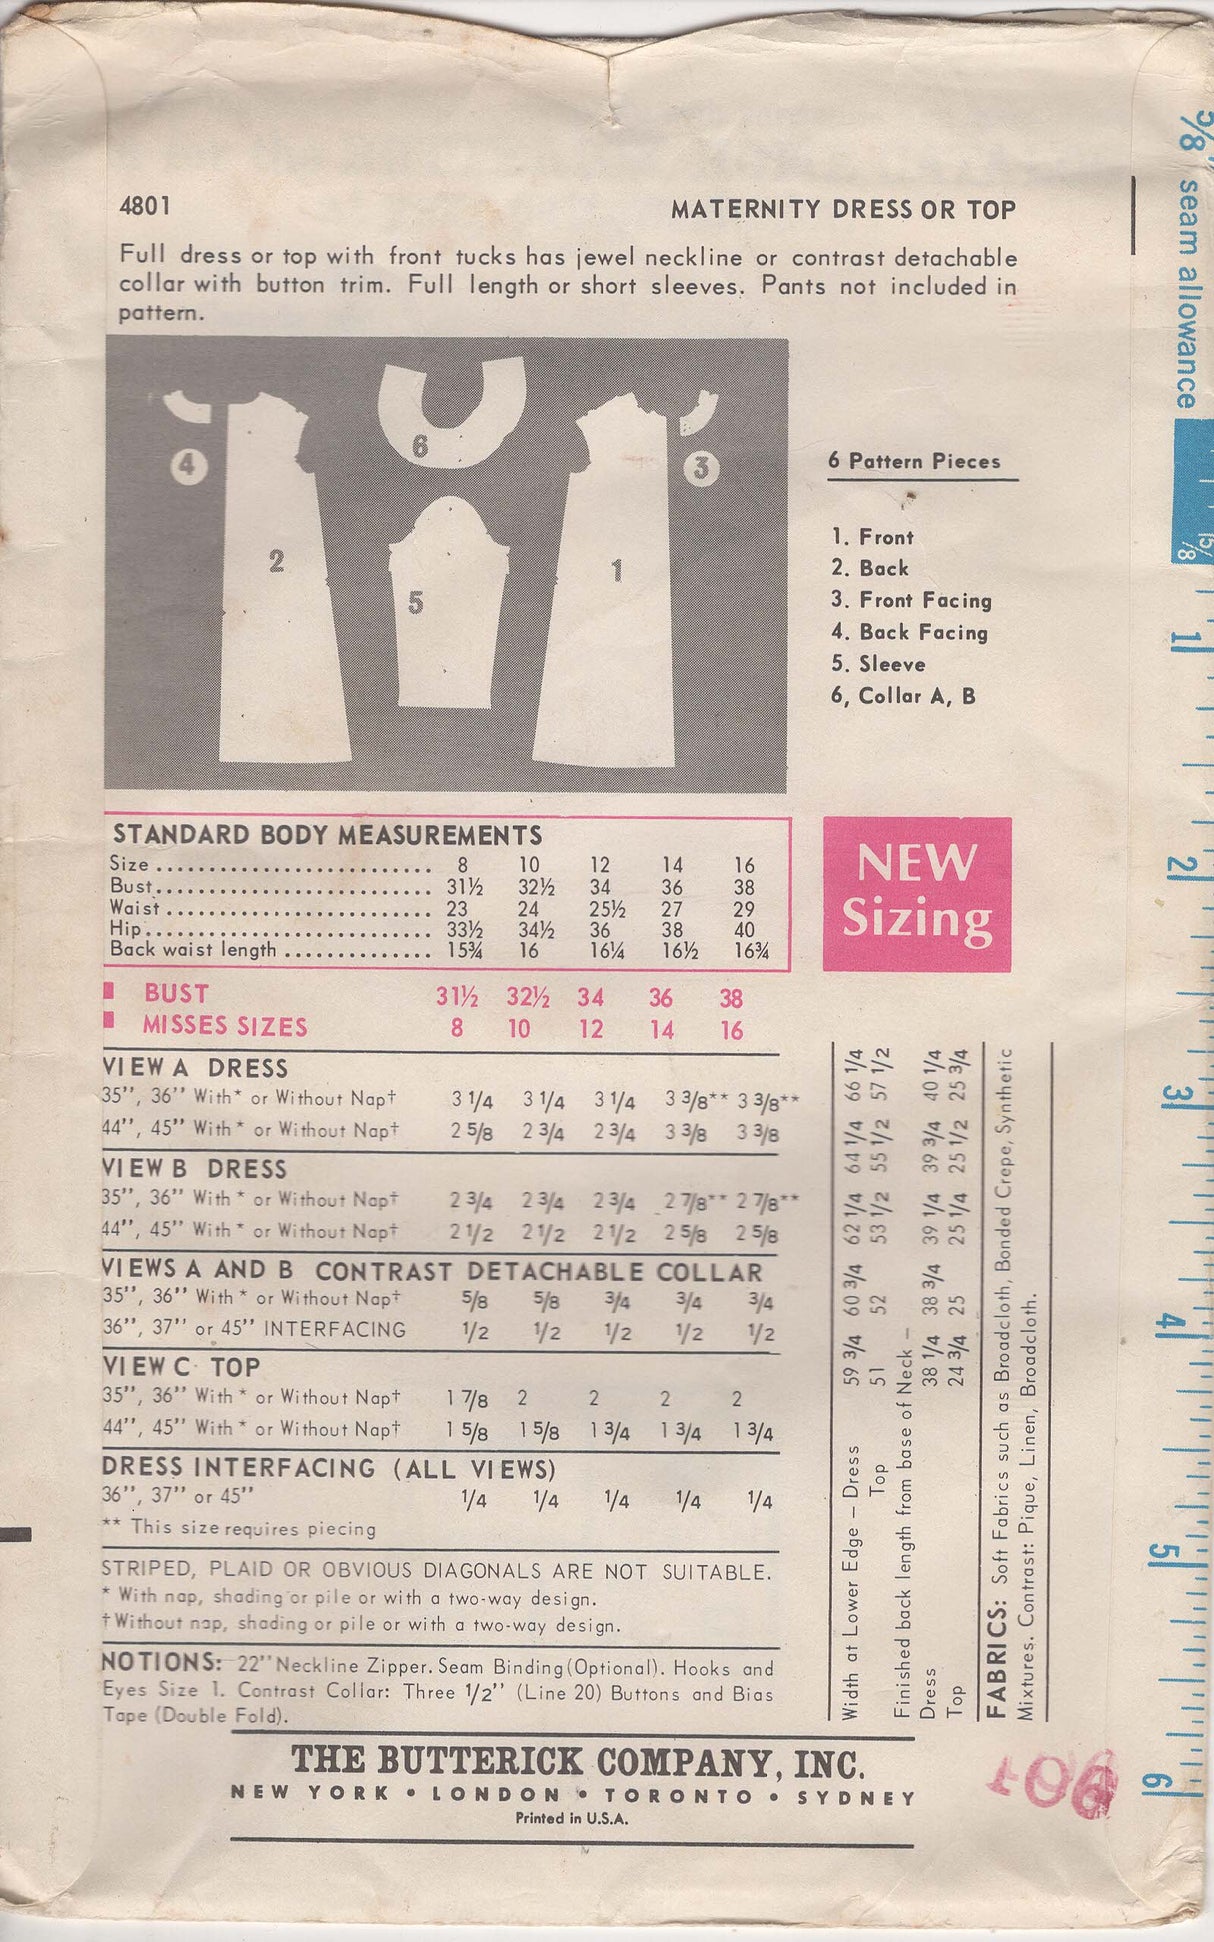 4801 MATERNITY DRESS OR TOP
Full dress or top with front tucks has jewel neckline or contrast detachable
collar with button trim. Full length or short sleeves. Pants not included in
pattern.
4
2
6
5
1
3
6 Pattern Pieces
1. Front
2. Back
3. Front Facing
4. Back Facing
5. Sleeve
6, Collar A, B
STANDARD BODY MEASUREMENTS
Size ........................... 8 10 12 14 16
Bust........................... 31½ 32½ 34 36 38
Waist .......................... 23 24 25½ 27 29
Hip............................ 33½ 34½ 36 38 40
Back waist length .............. 15¾ 16 16¼ 16½ 16¾
NEW
Sizing
BUST 31½ 32½ 34 36 38
MISSES SIZES 8 10 12 14 16
VIEW A DRESS
35'', 36'' With* or Without Nap† 3 1/4 3 1/4 3 1/4 3 3/8** 3 3/8**
44'', 45'' With* or Without Nap† 2 5/8 2 3/4 2 3/4 3 3/8 3 3/8
VIEW B DRESS
35'', 36'' With* or Without Nap† 2 3/4 2 3/4 2 3/4 2 7/8** 2 7/8**
44'', 45'' With* or Without Nap† 2 1/2 2 1/2 2 1/2 2 5/8 2 5/8
VIEWS A AND B CONTRAST DETACHABLE COLLAR
35'', 36'' With* or Without Nap† 5/8 5/8 3/4 3/4 3/4
36'', 37'' or 45'' INTERFACING 1/2 1/2 1/2 1/2 1/2
VIEW C TOP
35'', 36'' With* or Without Nap† 1 7/8 2 2 2 2
44'', 45'' With* or Without Nap† 1 5/8 1 5/8 1 3/4 1 3/4 1 3/4
DRESS INTERFACING (ALL VIEWS)
36'', 37'' or 45'' 1/4 1/4 1/4 1/4 1/4
** This size requires piecing
STRIPED, PLAID OR OBVIOUS DIAGONALS ARE NOT SUITABLE.
* With nap, shading or pile or with a two-way design.
† Without nap, shading or pile or with a two-way design.
NOTIONS: 22'' Neckline Zipper. Seam Binding(Optional). Hooks and
Eyes Size 1. Contrast Collar: Three 1/2'' (Line 20) Buttons and Bias
Tape (Double Fold).
Width at Lower Edge – Dress 59 3/4 60 3/4 62 1/4 64 1/4 66 1/4
Top 51 52 53 1/2 55 1/2 57 1/2
Finished back length from base of Neck –
Dress 38 1/4 38 3/4 39 1/4 39 3/4 40 1/4
Top 24 3/4 25 25 1/4 25 1/2 25 3/4
FABRICS: Soft Fabrics such as Broadcloth, Bonded Crepe, Synthetic
Mixtures. Contrast: Pique, Linen, Broadcloth.
THE BUTTERICK COMPANY, INC.
NEW YORK • LONDON • TORONTO • SYDNEY
Printed in U.S.A.
5/8'' seam allowance
5/8
1
2
3
4
5
6